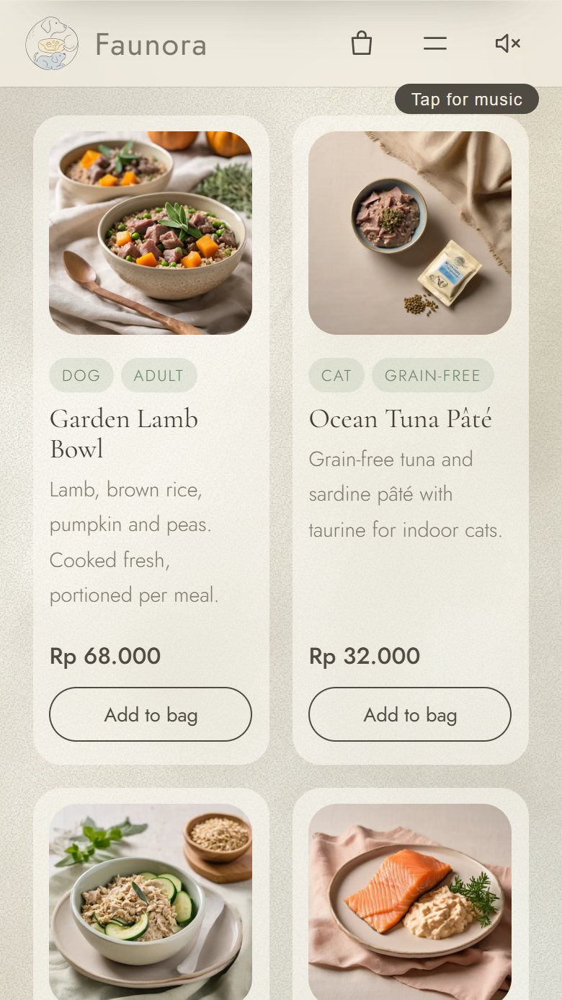 Faunora
Tap for music
DOG
ADULT
Garden Lamb
Bowl
Lamb, brown rice,
pumpkin and peas.
Cooked fresh,
portioned per meal.
Rp 68.000
Add to bag
CAT
GRAIN-FREE
Ocean Tuna Pâté
Grain-free tuna and
sardine pâté with
taurine for indoor cats.
Rp 32.000
Add to bag